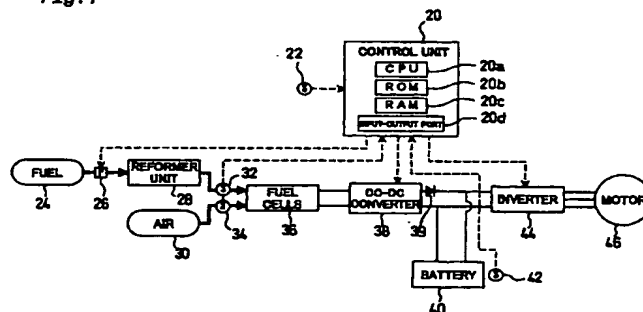 Fig.1
20
CONTROL UNIT
22
S
CPU
20a
ROM
20b
RAM
20c
INPUT-OUTPUT PORT
20d
FUEL
24
P
26
REFORMER
UNIT
28
S
32
AIR
30
S
34
FUEL
CELLS
36
DC-DC
CONVERTER
38
39
INVERTER
44
MOTOR
46
BATTERY
40
S
42